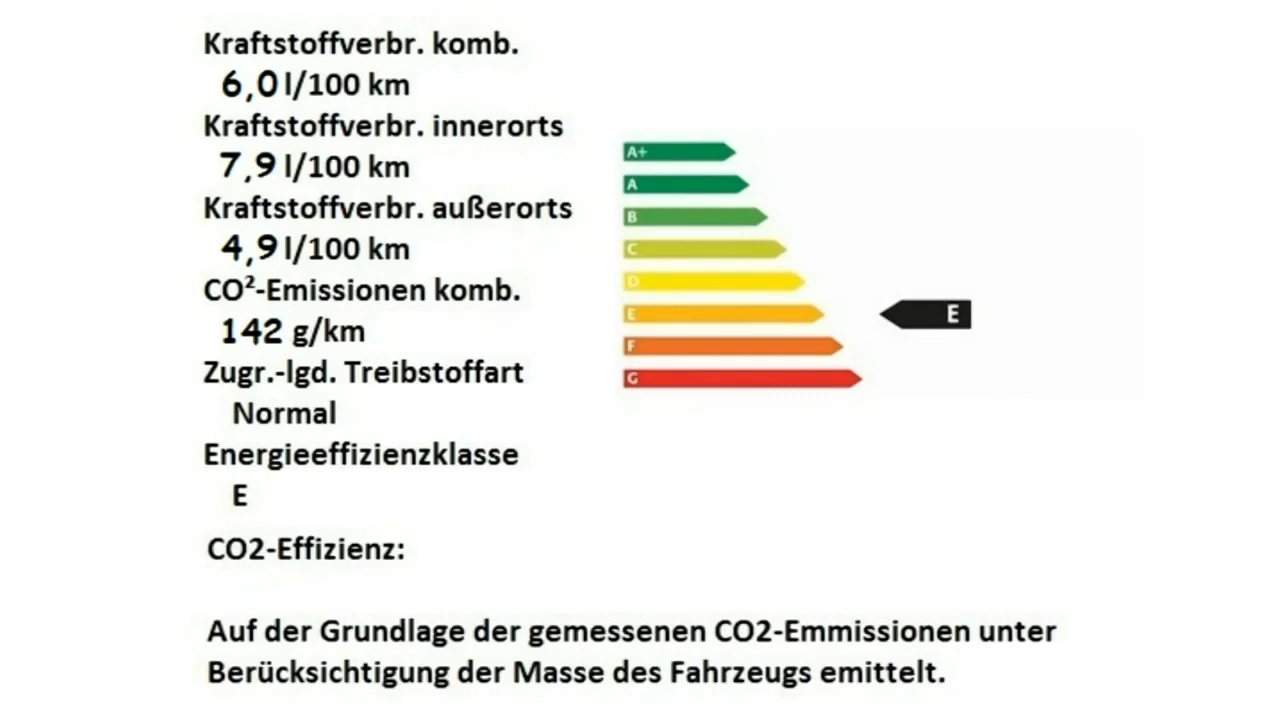 Kraftstoffverbr. komb.
6,0 l/100 km
Kraftstoffverbr. innerorts
7,9 l/100 km
Kraftstoffverbr. außerorts
4,9 l/100 km
CO²-Emissionen komb.
142 g/km
Zugr.-lgd. Treibstoffart
Normal
Energieeffizienzklasse
E
A+
A
B
C
D
E
E
F
G
CO2-Effizienz:
Auf der Grundlage der gemessenen CO2-Emmissionen unter
Berücksichtigung der Masse des Fahrzeugs emittelt.